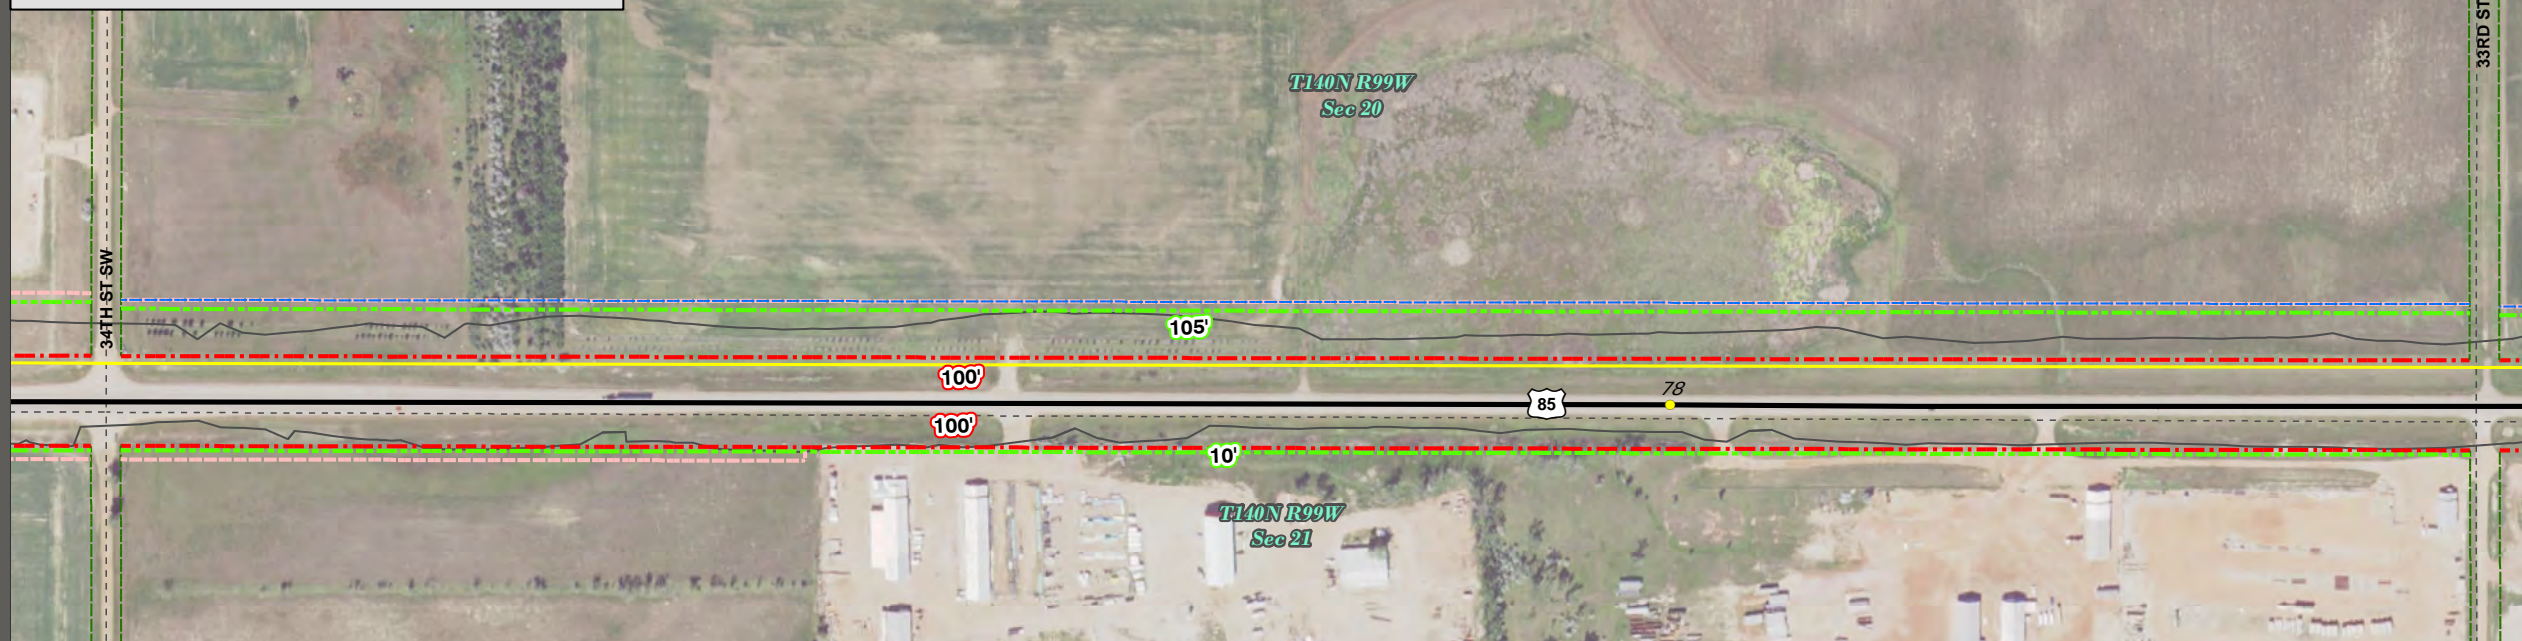 33RD ST
T140N R99W
Sec 20
34TH ST SW
105'
100'
78
85
100'
10'
T140N R99W
Sec 21